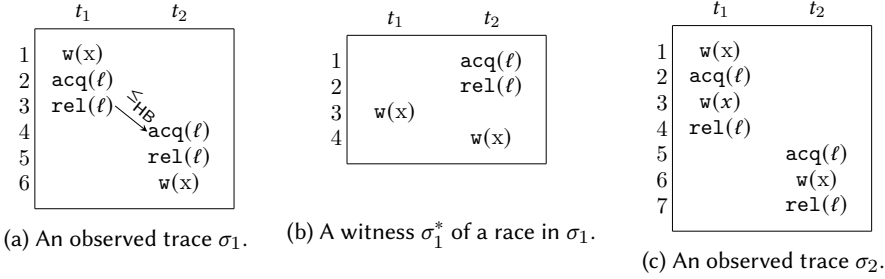 t₁ t₂
1 w(x)
2 acq(ℓ)
3 rel(ℓ)
≤HB
4 acq(ℓ)
5 rel(ℓ)
6 w(x)
(a) An observed trace σ₁.
t₁ t₂
1 acq(ℓ)
2 rel(ℓ)
3 w(x)
4 w(x)
(b) A witness σ₁* of a race in σ₁.
t₁ t₂
1 w(x)
2 acq(ℓ)
3 w(x)
4 rel(ℓ)
5 acq(ℓ)
6 w(x)
7 rel(ℓ)
(c) An observed trace σ₂.